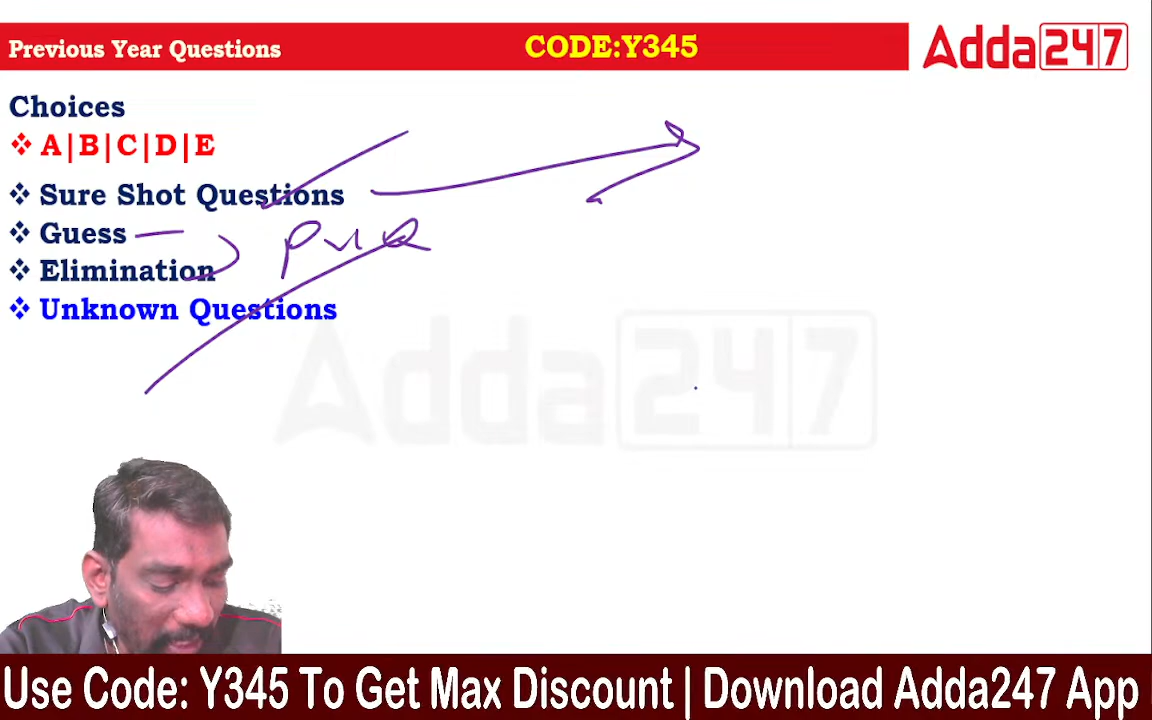 Previous Year Questions
CODE:Y345
Adda247
Choices
❖ A|B|C|D|E
❖ Sure Shot Questions
❖ Guess
❖ Elimination
❖ Unknown Questions
Adda247
Use Code: Y345 To Get Max Discount | Download Adda247 App